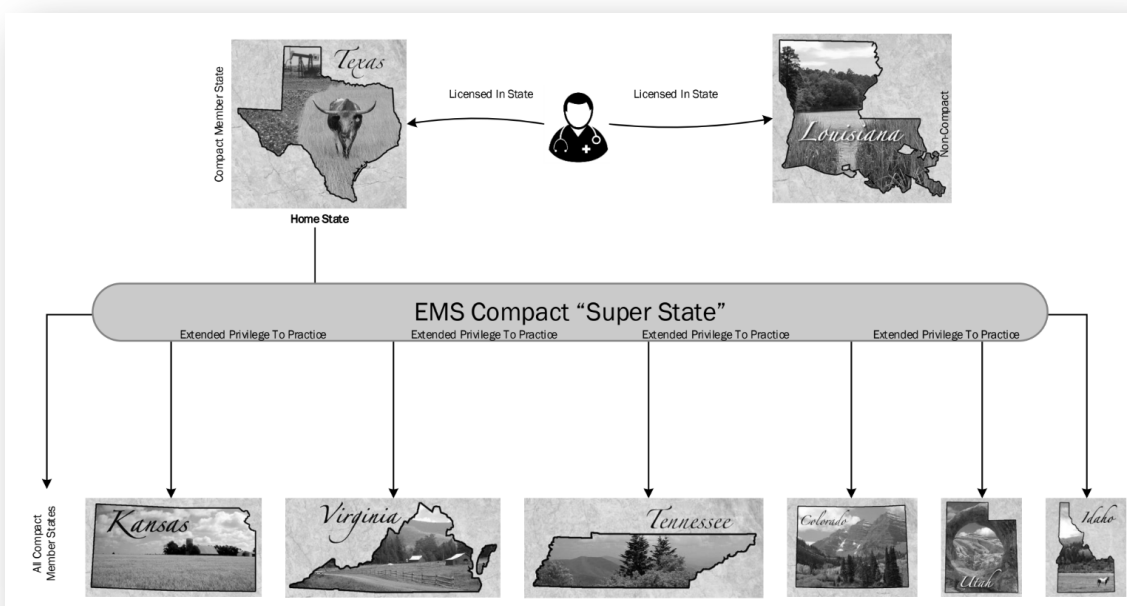 Compact Member State
Texas
Licensed In State
Licensed In State
Louisiana
Non-Compact
Home State
EMS Compact “Super State”
Extended Privilege To Practice
Extended Privilege To Practice
Extended Privilege To Practice
Extended Privilege To Practice
All Compact
Member States
Kansas
Virginia
Tennessee
Colorado
Utah
Idaho